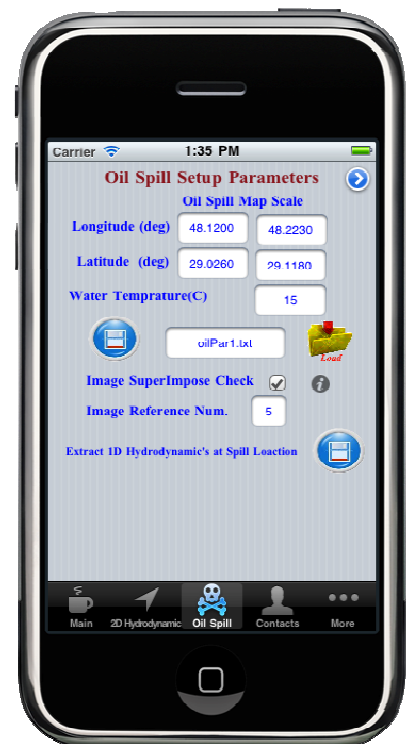 Carrier 1:35 PM
Oil Spill Setup Parameters
Oil Spill Map Scale
Longitude (deg) 48.1200 48.2230
Latitude (deg) 29.0260 29.1180
Water Temprature(C) 15
oilPar1.txt
Load
Image SuperImpose Check
Image Reference Num. 5
Extract 1D Hydrodynamic's at Spill Loaction
Main 2D Hydrodynamic Oil Spill Contacts More